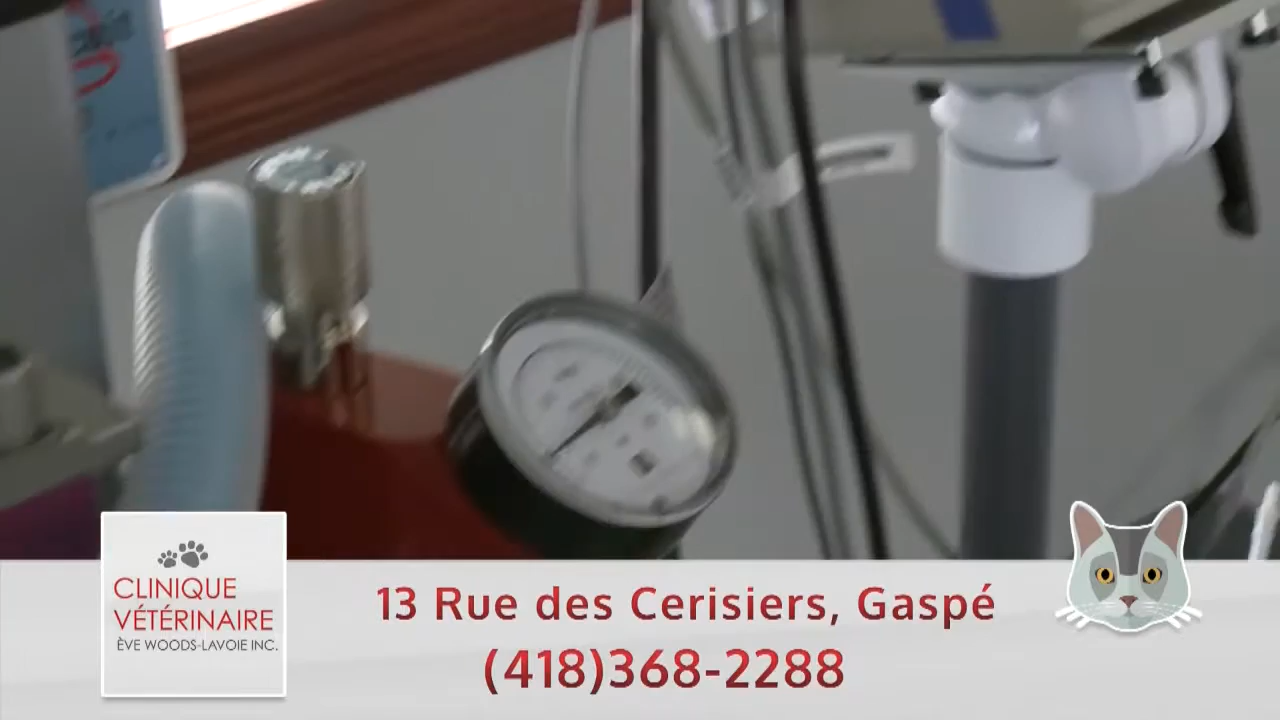 CLINIQUE
VÉTÉRINAIRE
ÈVE WOODS-LAVOIE INC.
13 Rue des Cerisiers, Gaspé
(418)368-2288